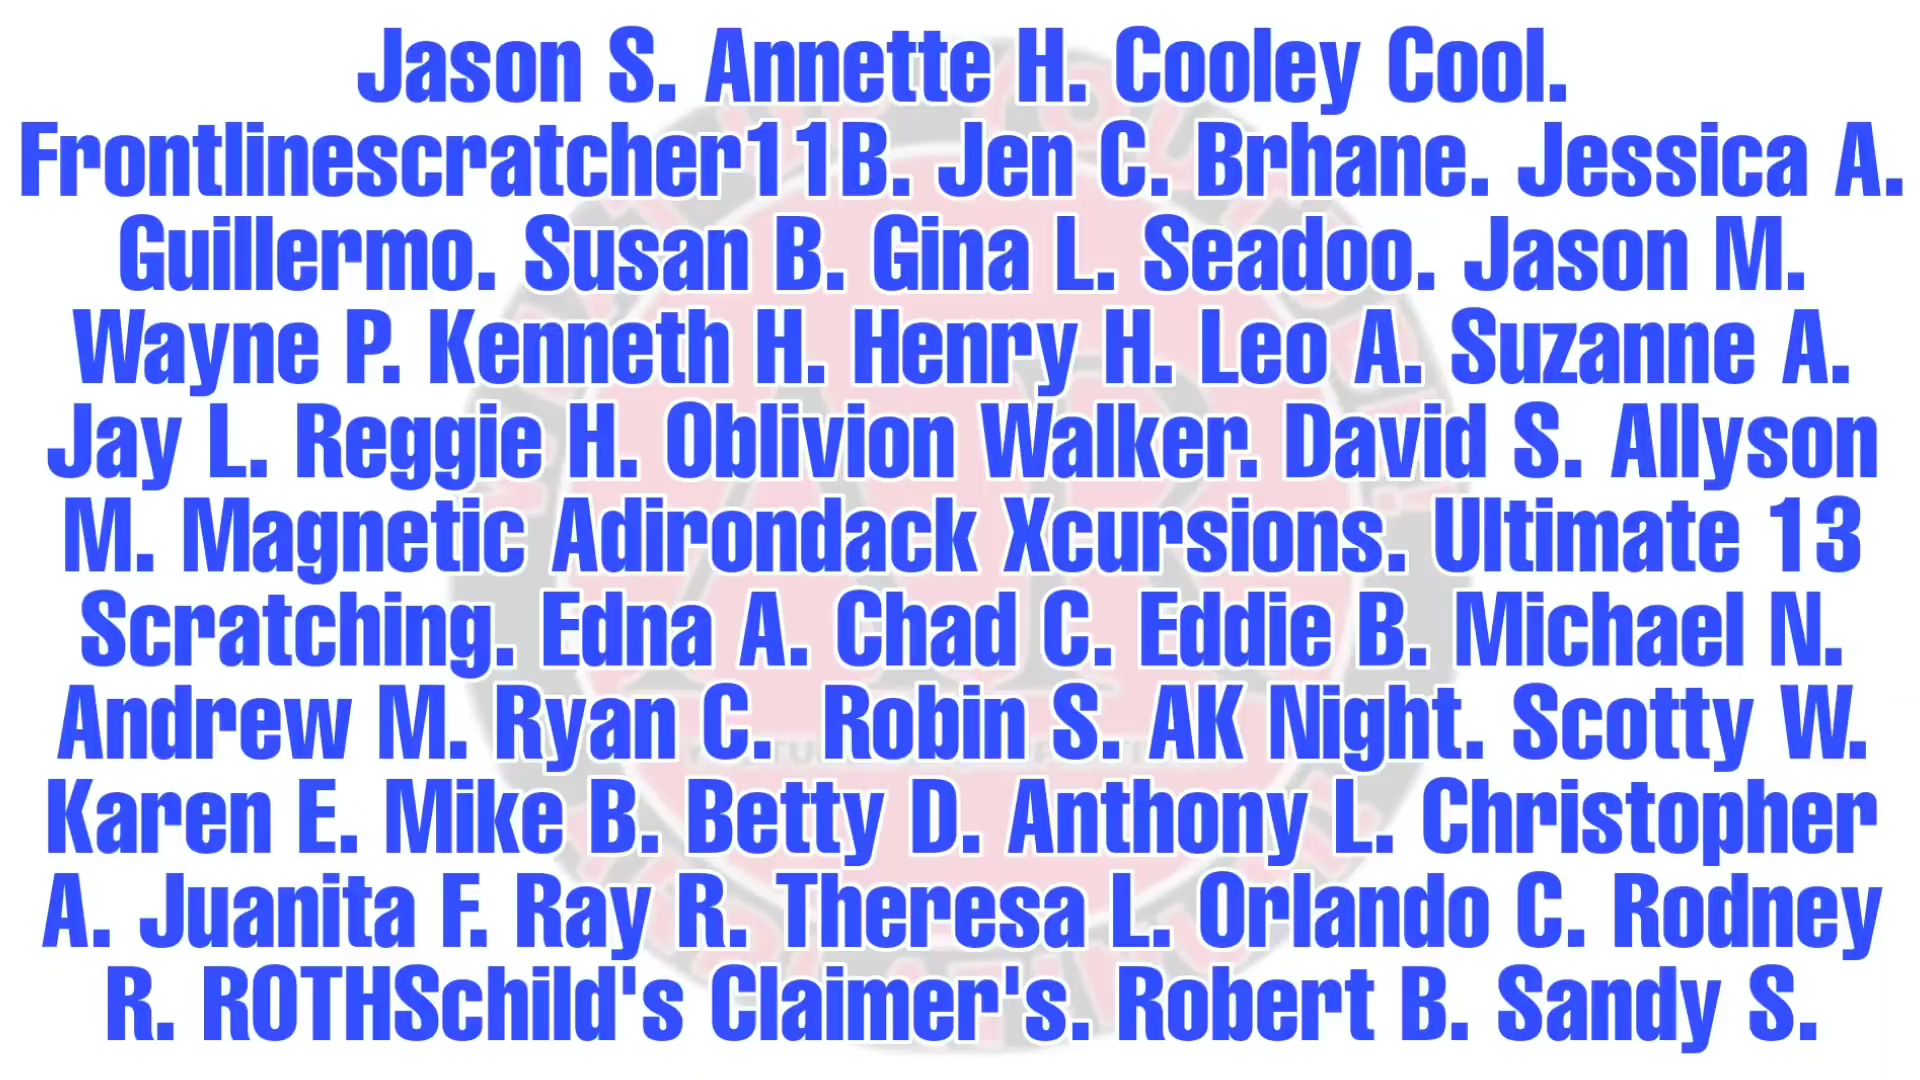 Jason S. Annette H. Cooley Cool.
Frontlinescratcher11B. Jen C. Brhane. Jessica A.
Guillermo. Susan B. Gina L. Seadoo. Jason M.
Wayne P. Kenneth H. Henry H. Leo A. Suzanne A.
Jay L. Reggie H. Oblivion Walker. David S. Allyson
M. Magnetic Adirondack Xcursions. Ultimate 13
Scratching. Edna A. Chad C. Eddie B. Michael N.
Andrew M. Ryan C. Robin S. AK Night. Scotty W.
Karen E. Mike B. Betty D. Anthony L. Christopher
A. Juanita F. Ray R. Theresa L. Orlando C. Rodney
R. ROTHSchild's Claimer's. Robert B. Sandy S.